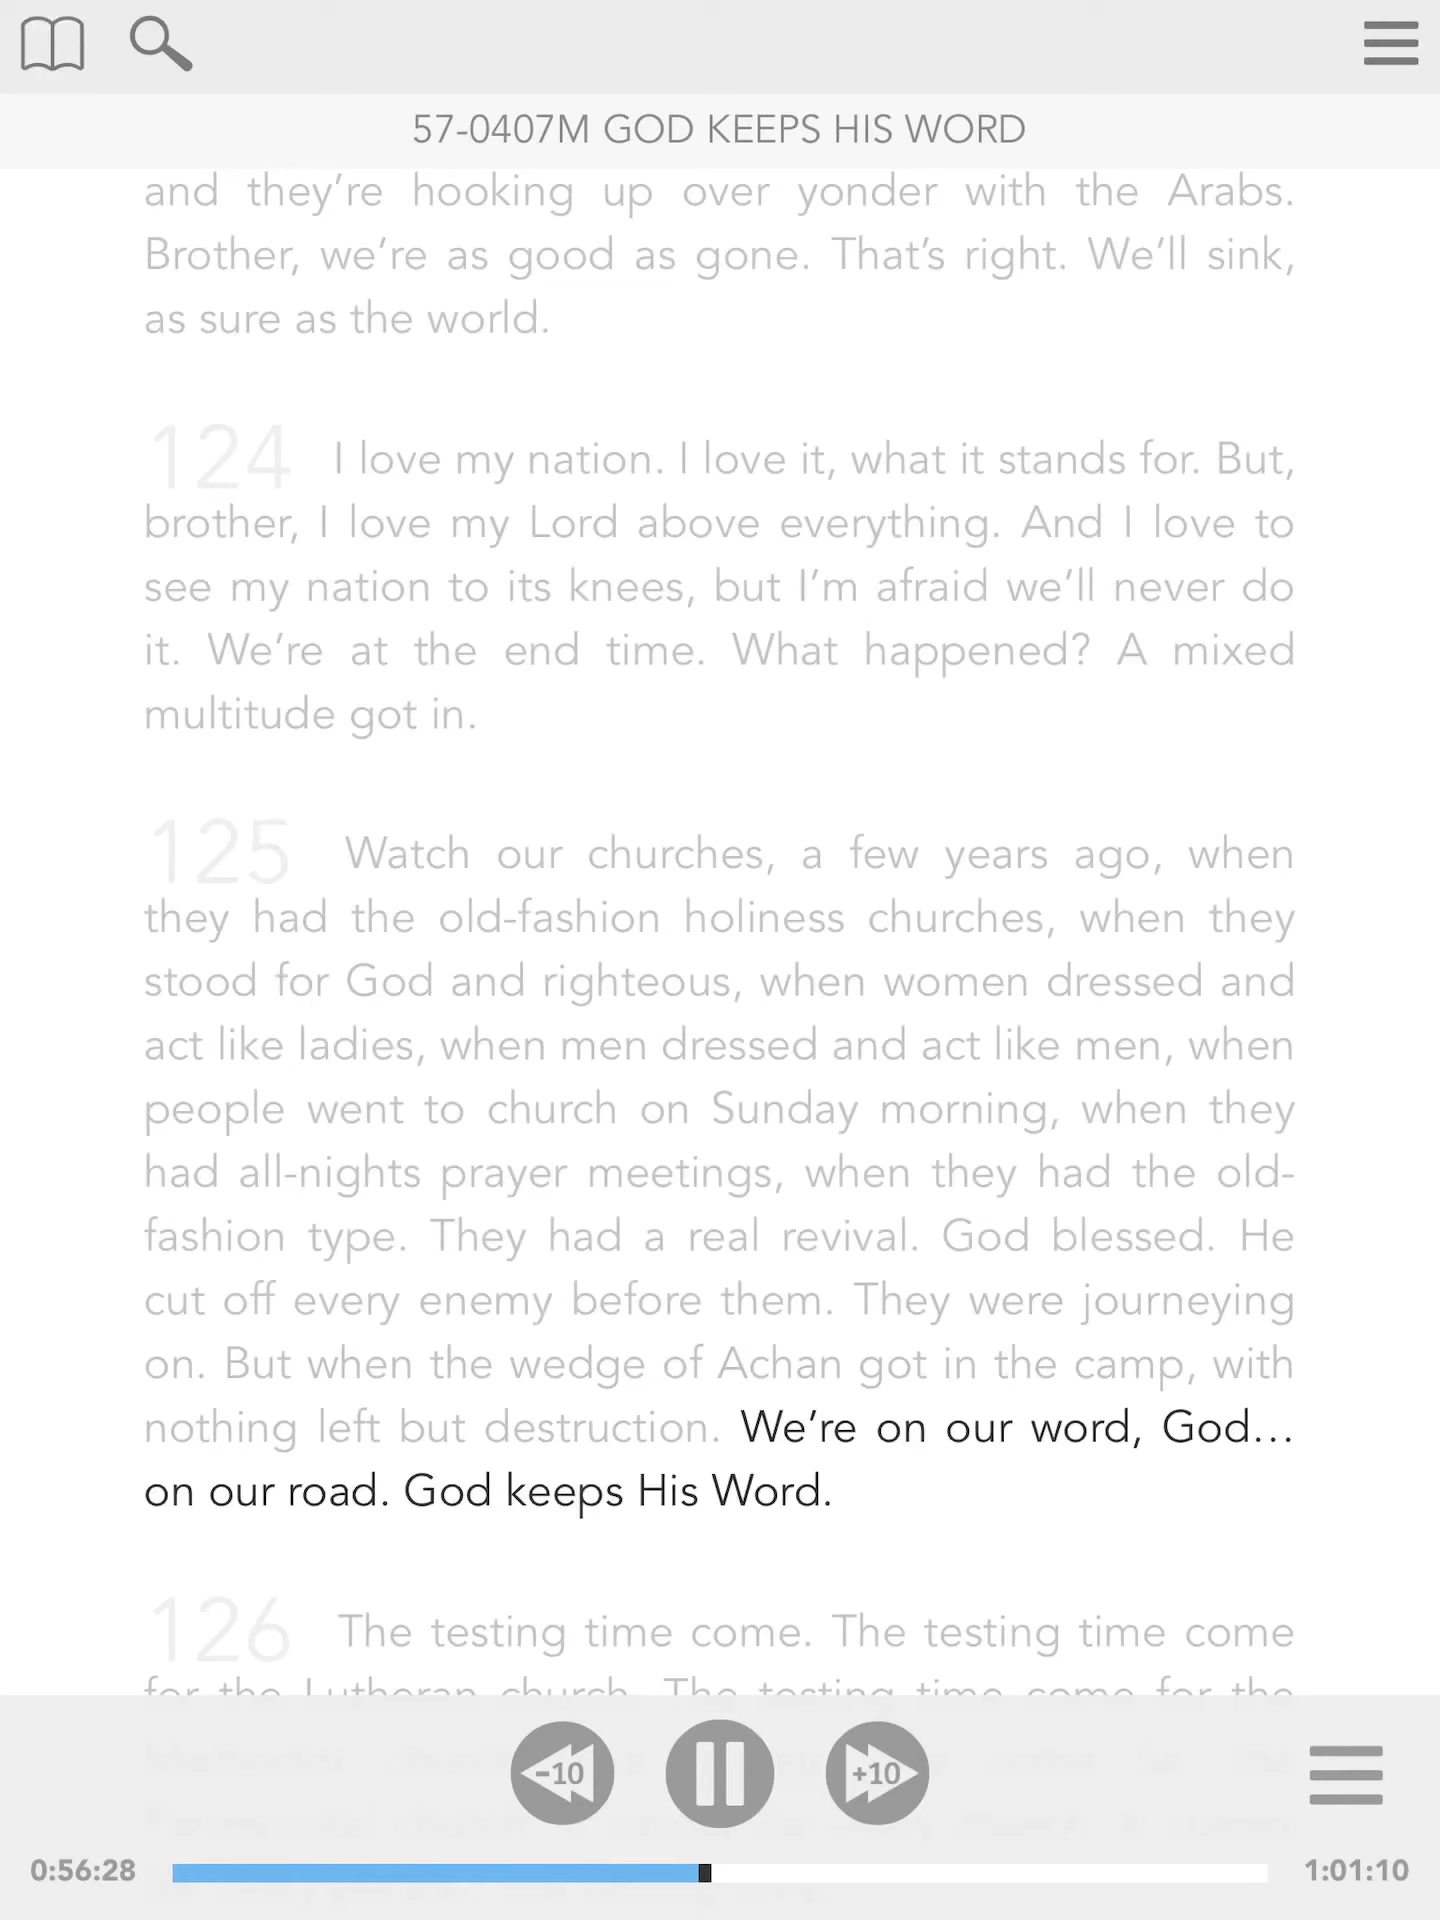 57-0407M GOD KEEPS HIS WORD
and they’re hooking up over yonder with the Arabs.
Brother, we’re as good as gone. That’s right. We’ll sink,
as sure as the world.
124 I love my nation. I love it, what it stands for. But,
brother, I love my Lord above everything. And I love to
see my nation to its knees, but I’m afraid we’ll never do
it. We’re at the end time. What happened? A mixed
multitude got in.
125 Watch our churches, a few years ago, when
they had the old-fashion holiness churches, when they
stood for God and righteous, when women dressed and
act like ladies, when men dressed and act like men, when
people went to church on Sunday morning, when they
had all-nights prayer meetings, when they had the old-
fashion type. They had a real revival. God blessed. He
cut off every enemy before them. They were journeying
on. But when the wedge of Achan got in the camp, with
nothing left but destruction. We’re on our word, God…
on our road. God keeps His Word.
126 The testing time come. The testing time come
for the Lutheran church. The testing time come for the
-10 +10
0:56:28 1:01:10